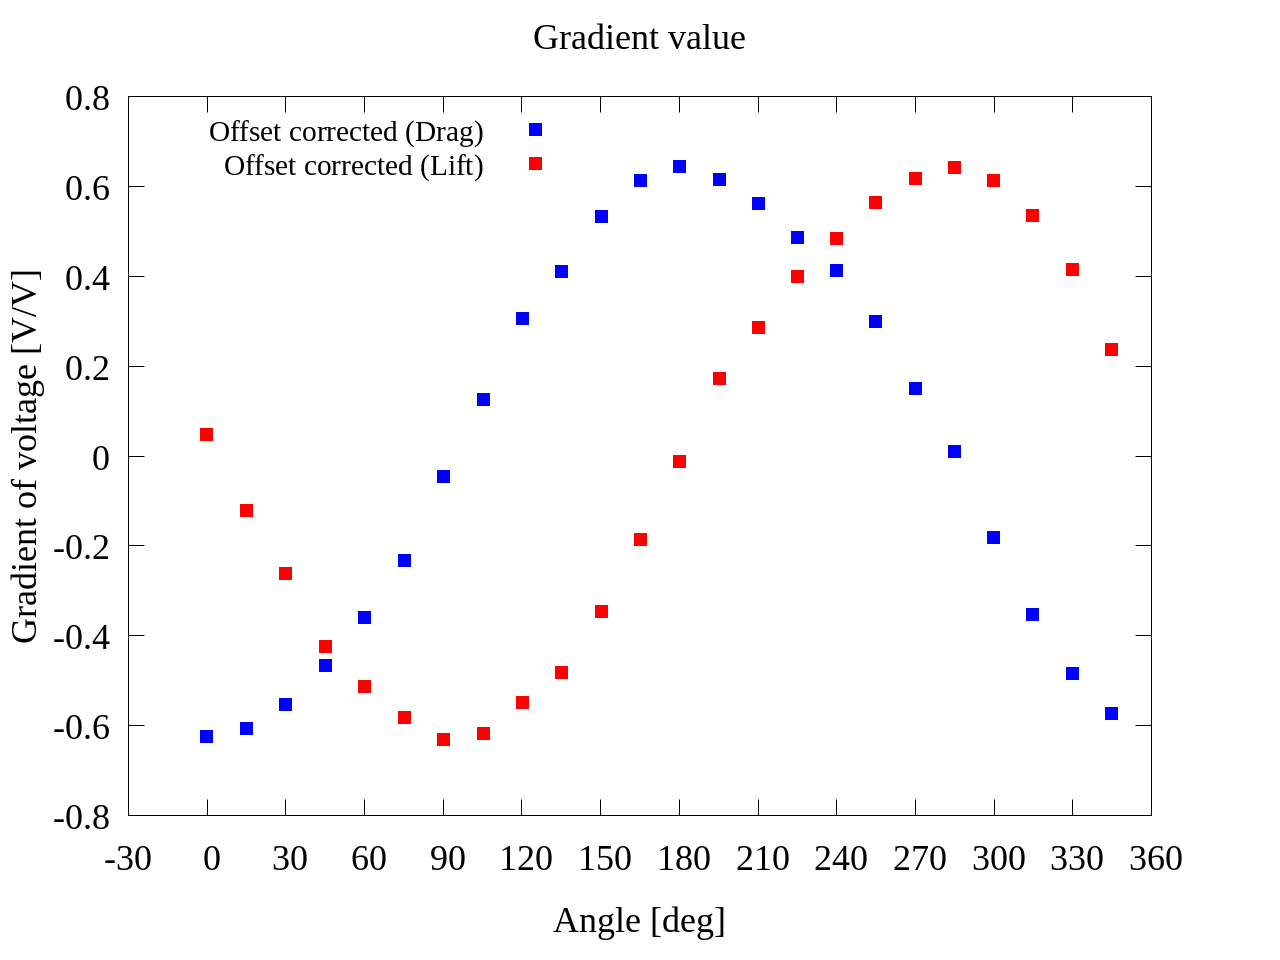 Gradient value
Offset corrected (Drag)
Offset corrected (Lift)
Gradient of voltage [V/V]
0.8
0.6
0.4
0.2
0
-0.2
-0.4
-0.6
-0.8
-30 0 30 60 90 120 150 180 210 240 270 300 330 360
Angle [deg]